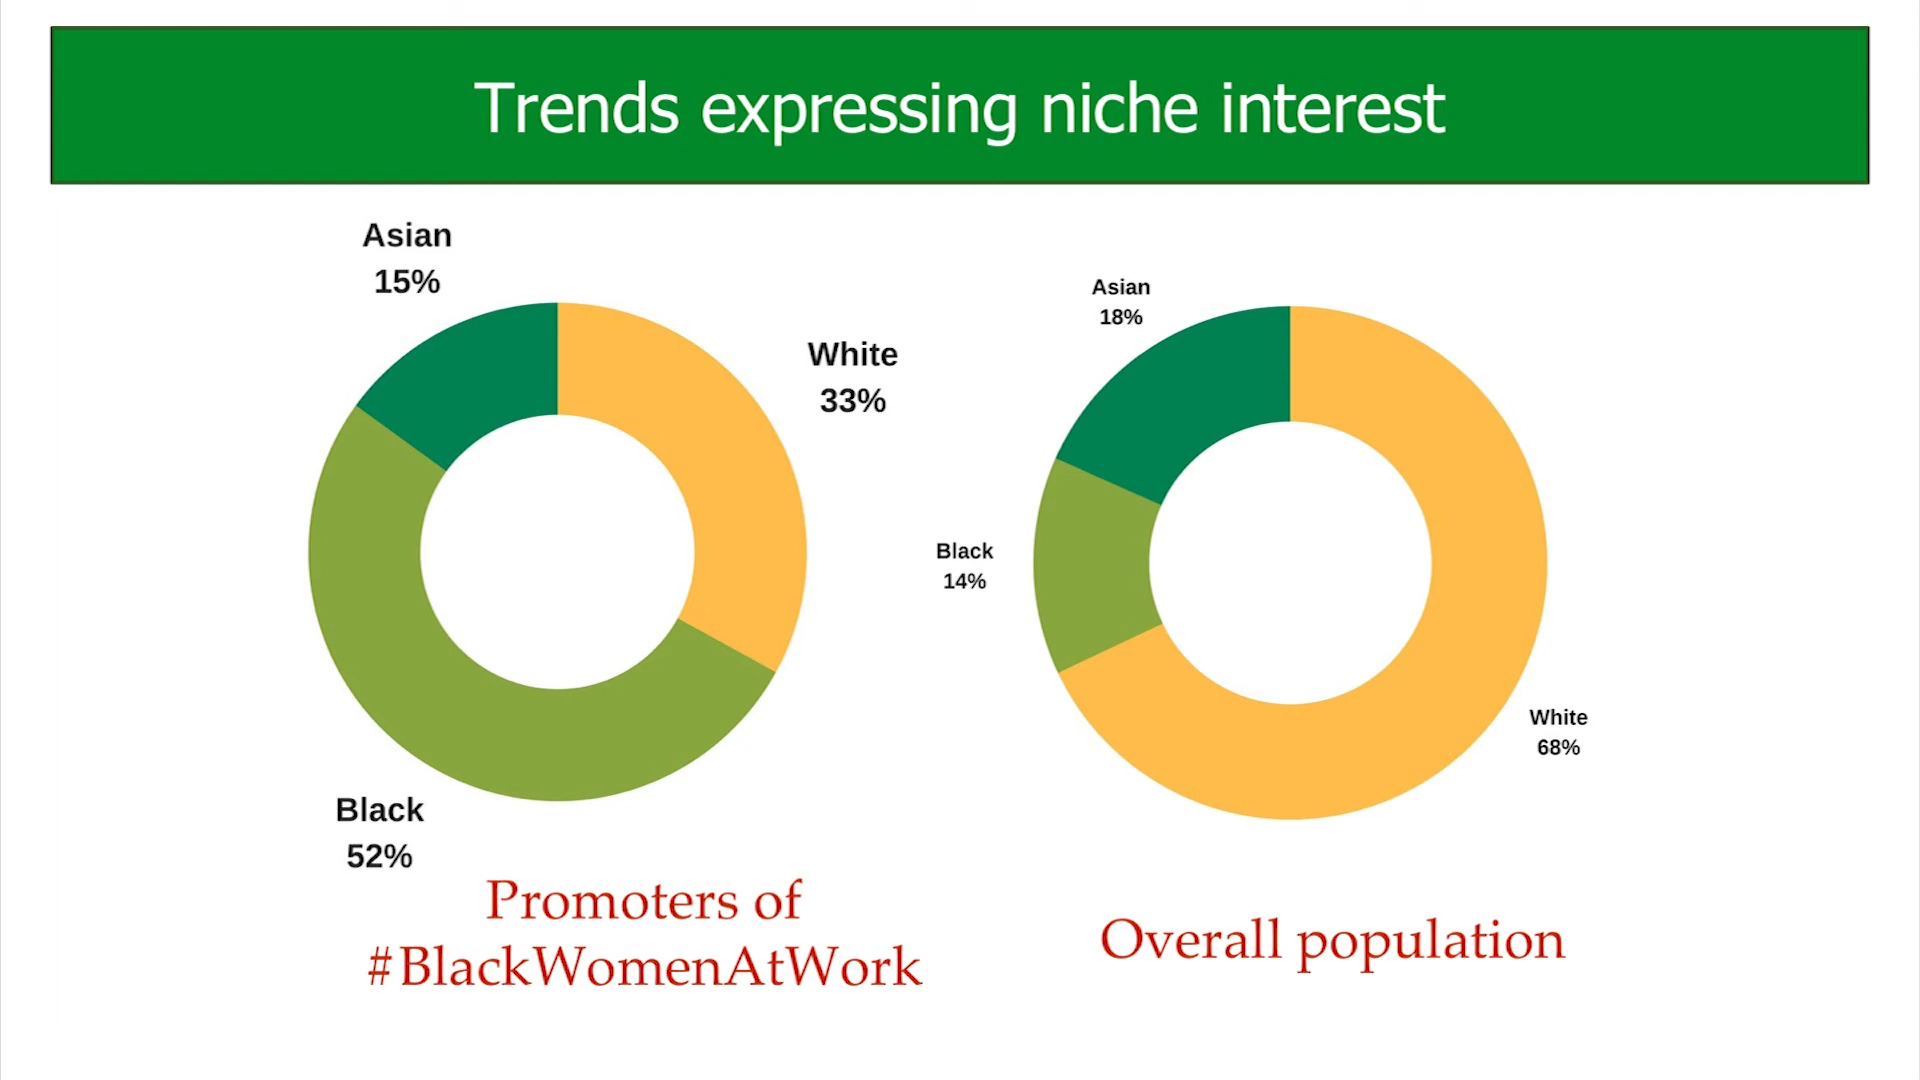 Trends expressing niche interest
Asian
15%
White
33%
Black
52%
Promoters of
#BlackWomenAtWork
Asian
18%
Black
14%
White
68%
Overall population